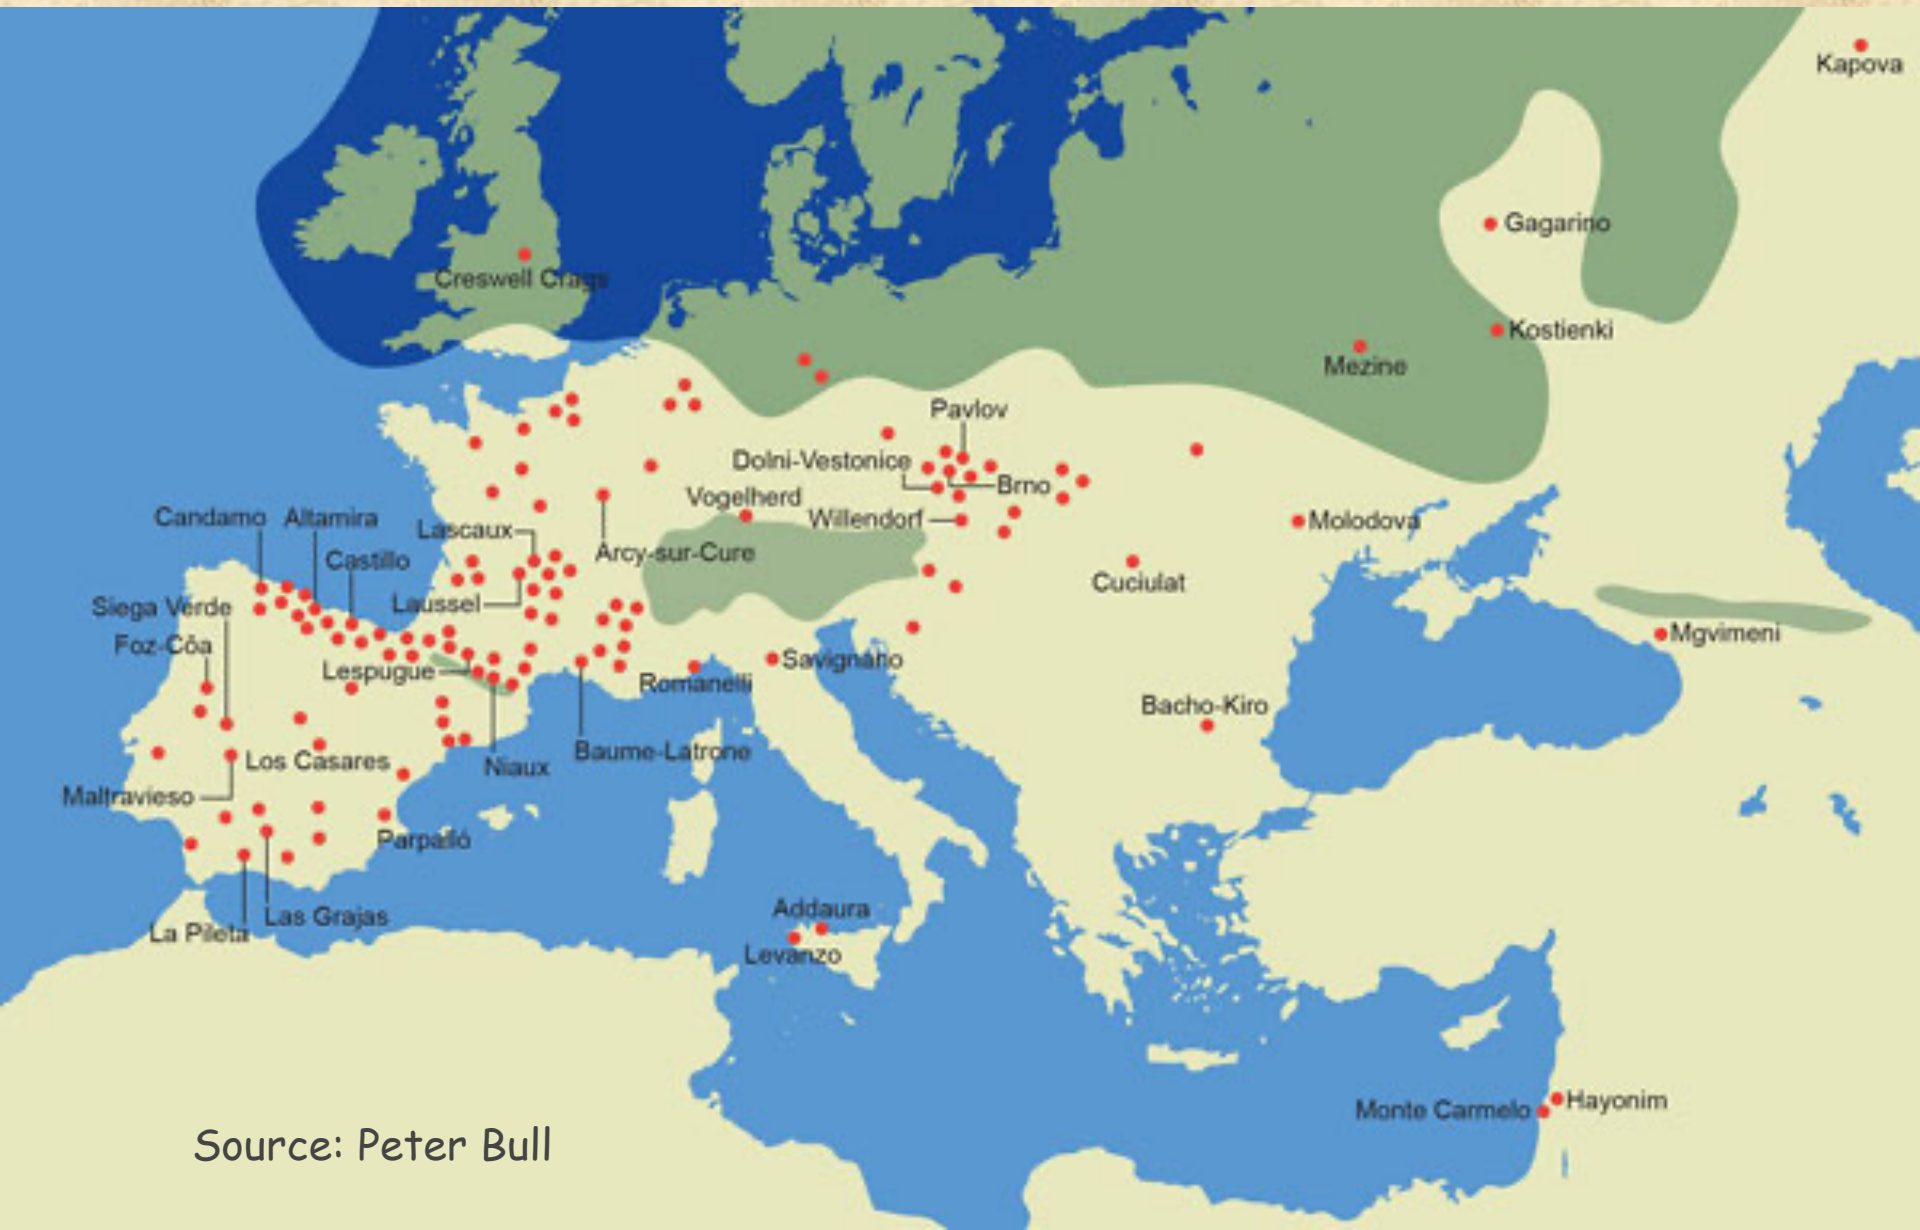 Kapova
Gagarino
Creswell Crags
Kostienki
Mezine
Pavlov
Dolni-Vestonice
Brno
Vogelherd
Candamo
Altamira
Willendorf
Molodova
Lascaux
Arcy-sur-Cure
Castillo
Cuciulat
Laussel
Siega Verde
Mgvimeni
Foz-Côa
Savignano
Lespugue
Romanelli
Bacho-Kiro
Baume-Latrone
Los Casares
Niaux
Maltravieso
Parpalló
Addaura
Las Grajas
La Pileta
Levanzo
Hayonim
Monte Carmelo
Source: Peter Bull